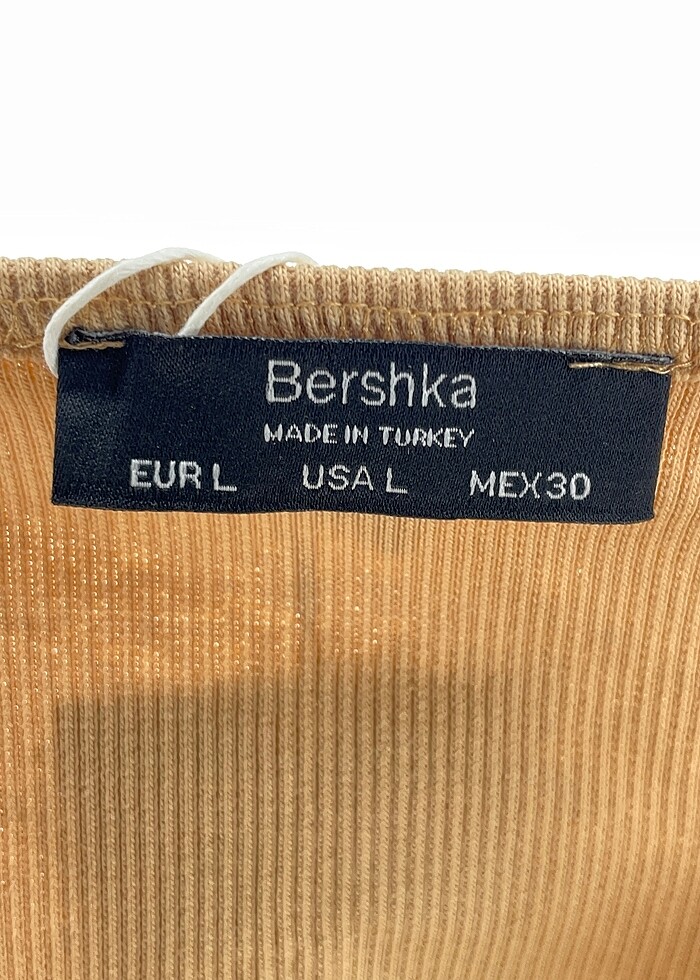 Bershka
MADE IN TURKEY
EUR L USA L MEX 30